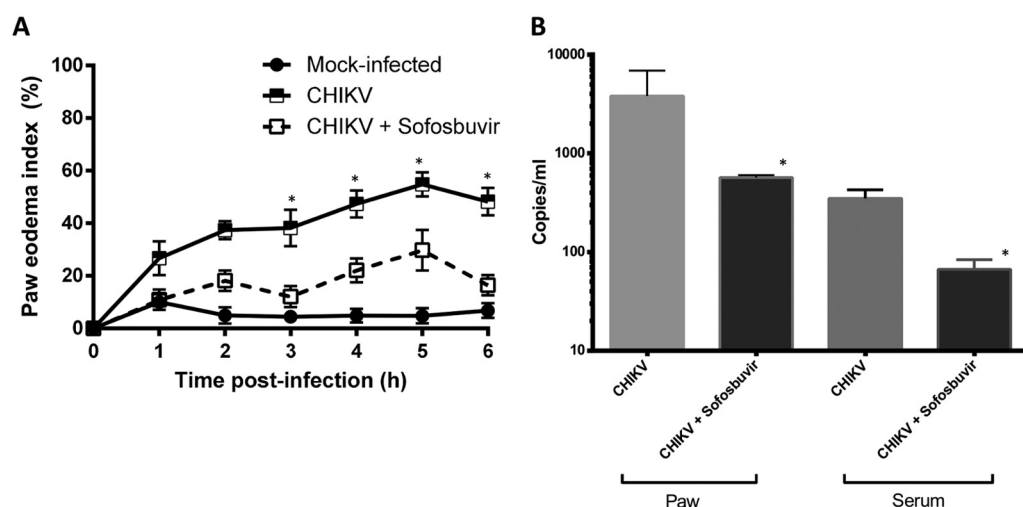 A
Paw eodema index (%)
100
80
60
40
20
0
Mock-infected
CHIKV
CHIKV + Sofosbuvir
*
*
*
*
0 1 2 3 4 5 6
Time post-infection (h)
B
Copies/ml
10000
1000
100
10
*
*
CHIKV
CHIKV + Sofosbuvir
CHIKV
CHIKV + Sofosbuvir
Paw
Serum